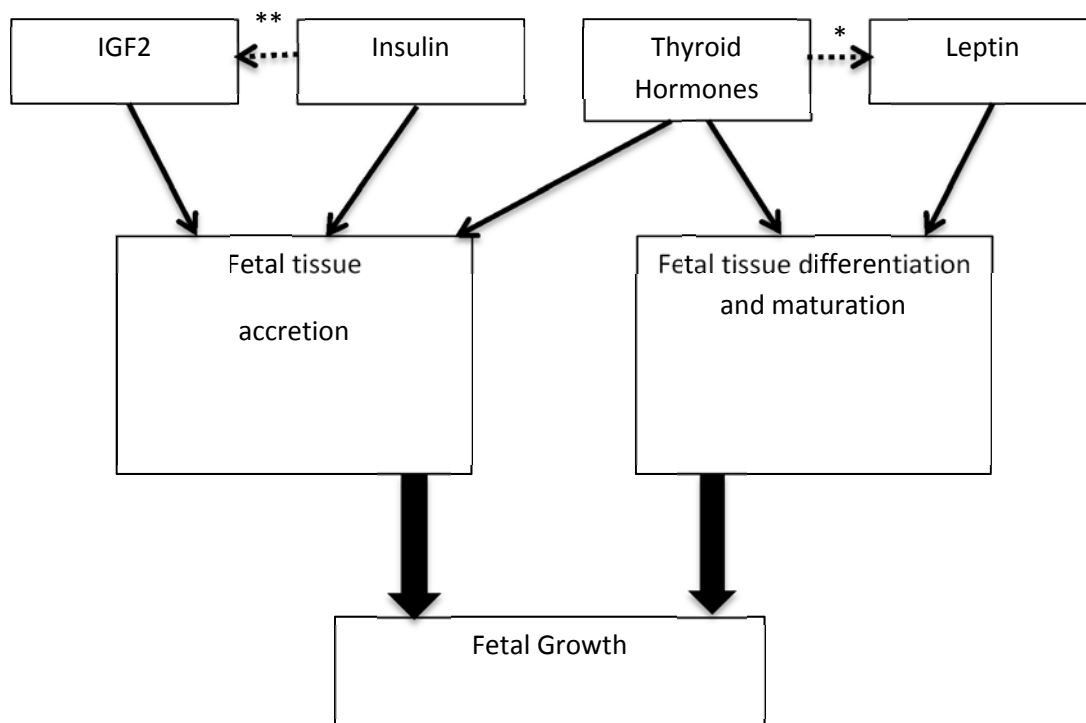 **
*
IGF2
Insulin
Thyroid
Hormones
Leptin
Fetal tissue
accretion
Fetal tissue differentiation
and maturation
Fetal Growth